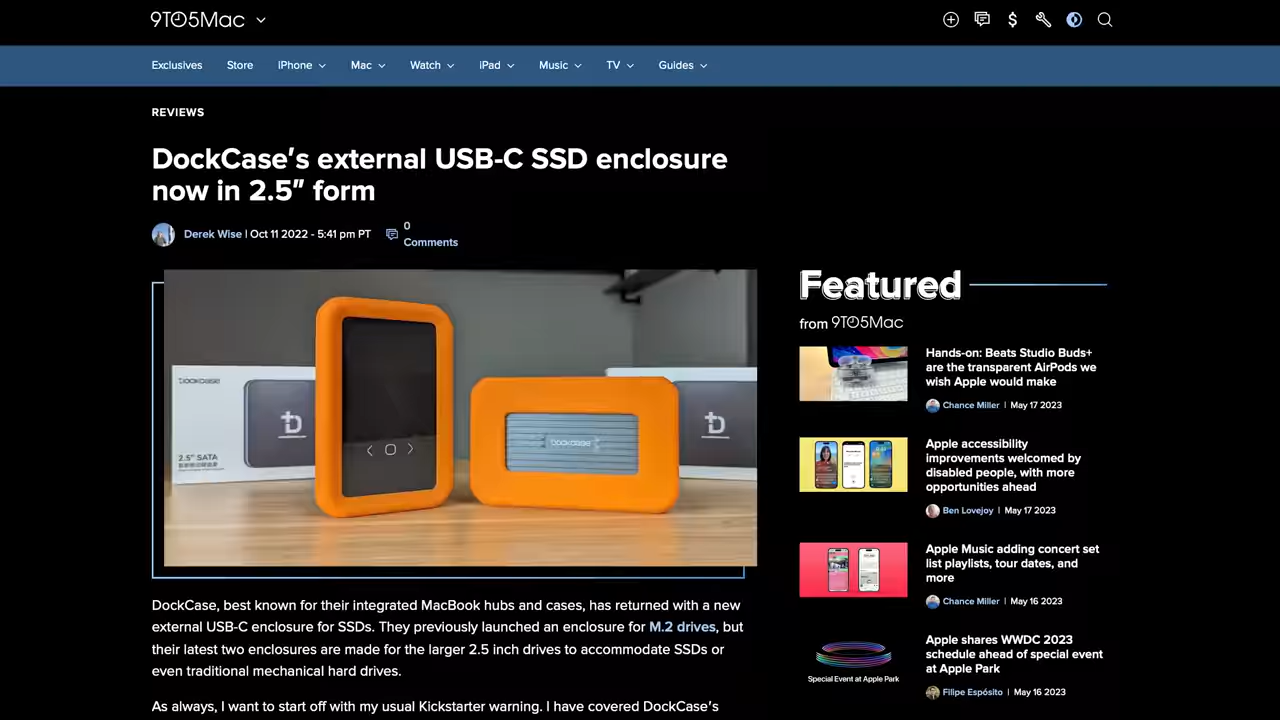 9TO5Mac
Exclusives
Store
iPhone
Mac
Watch
iPad
Music
TV
Guides
REVIEWS
DockCase's external USB-C SSD enclosure
now in 2.5″ form
Derek Wise | Oct 11 2022 - 5:41 pm PT
0
Comments
DOCKCASE
2.5" SATA
DOCKCASE
DockCase, best known for their integrated MacBook hubs and cases, has returned with a new
external USB-C enclosure for SSDs. They previously launched an enclosure for M.2 drives, but
their latest two enclosures are made for the larger 2.5 inch drives to accommodate SSDs or
even traditional mechanical hard drives.
As always, I want to start off with my usual Kickstarter warning. I have covered DockCase's
Featured
from 9TO5Mac
Hands-on: Beats Studio Buds+
are the transparent AirPods we
wish Apple would make
Chance Miller | May 17 2023
Apple accessibility
improvements welcomed by
disabled people, with more
opportunities ahead
Ben Lovejoy | May 17 2023
Apple Music adding concert set
list playlists, tour dates, and
more
Chance Miller | May 16 2023
Special Event at Apple Park
Apple shares WWDC 2023
schedule ahead of special event
at Apple Park
Filipe Espósito | May 16 2023